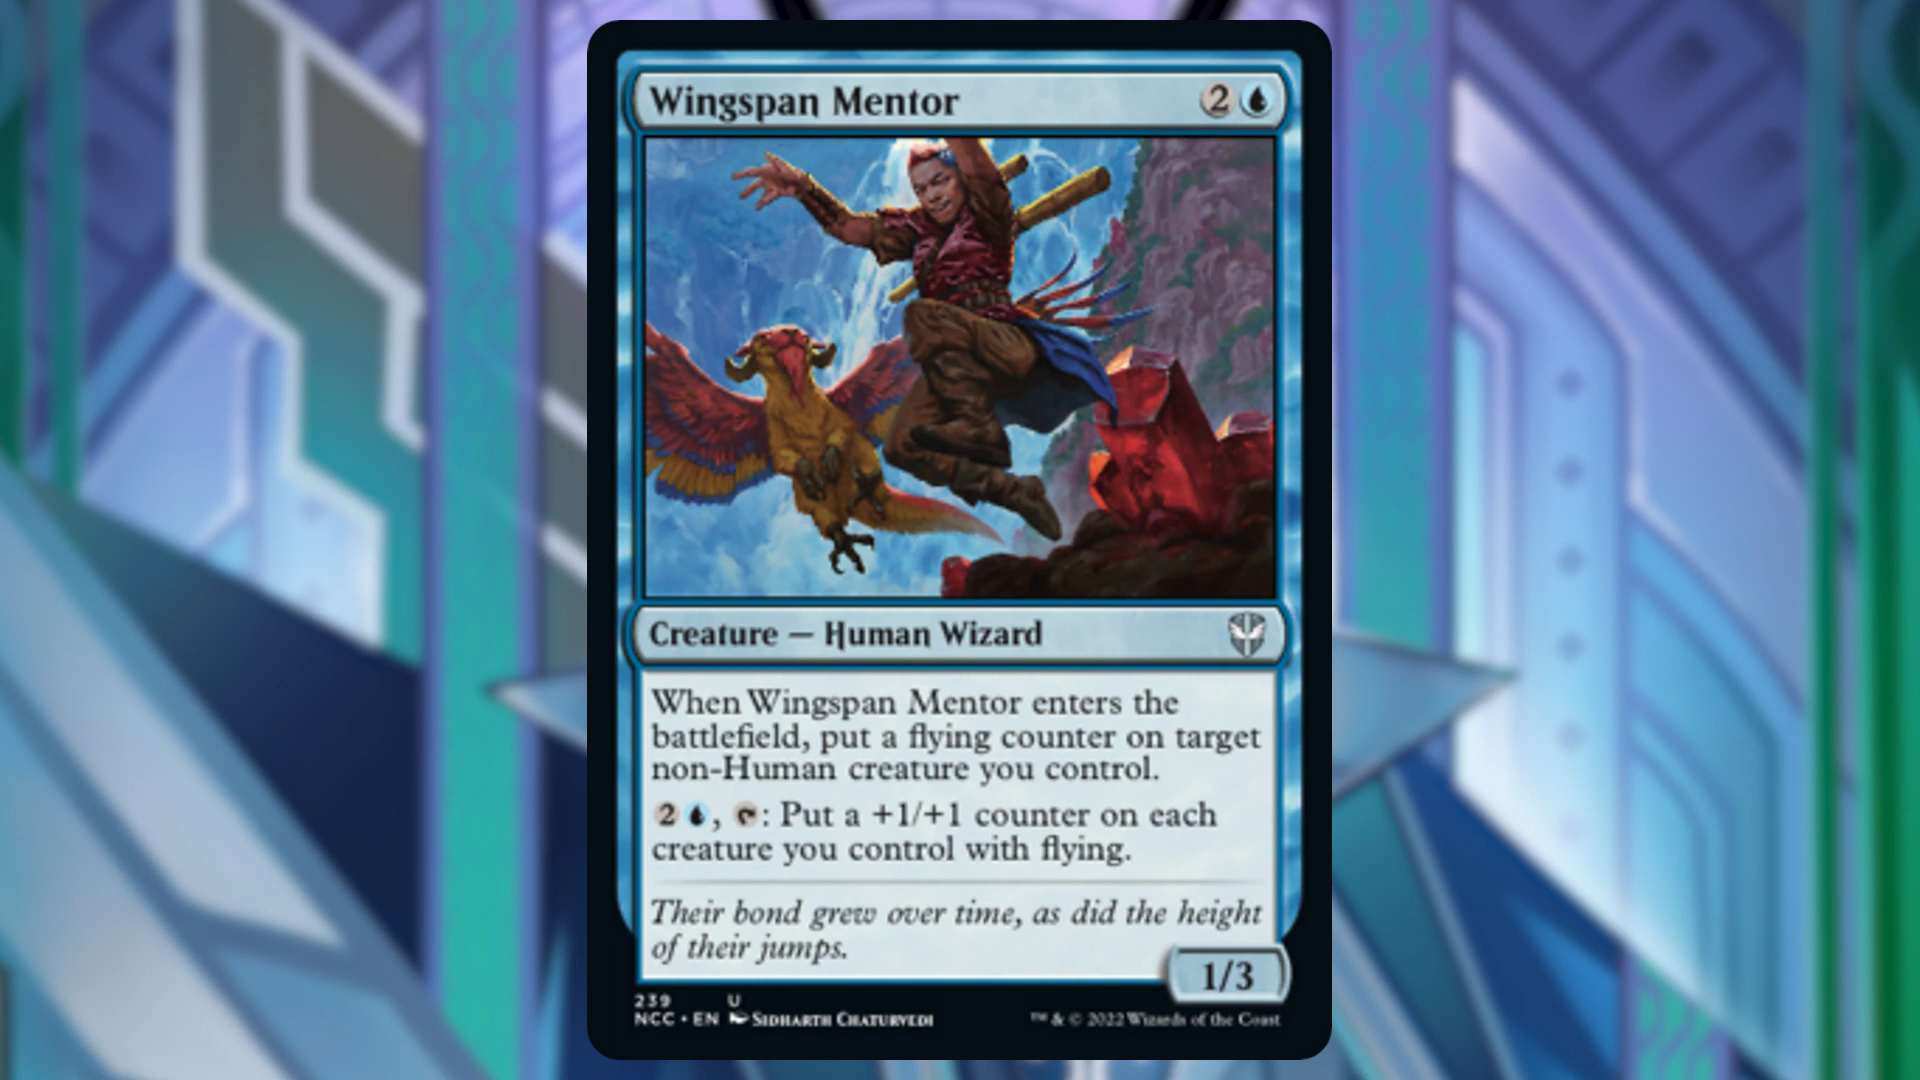 Wingspan Mentor 2
Creature — Human Wizard
When Wingspan Mentor enters the
battlefield, put a flying counter on target
non-Human creature you control.
2, : Put a +1/+1 counter on each
creature you control with flying.
Their bond grew over time, as did the height
of their jumps.
1/3
239 U
NCC • EN SIDHARTH CHATURVEDI ™ & © 2022 Wizards of the Coast